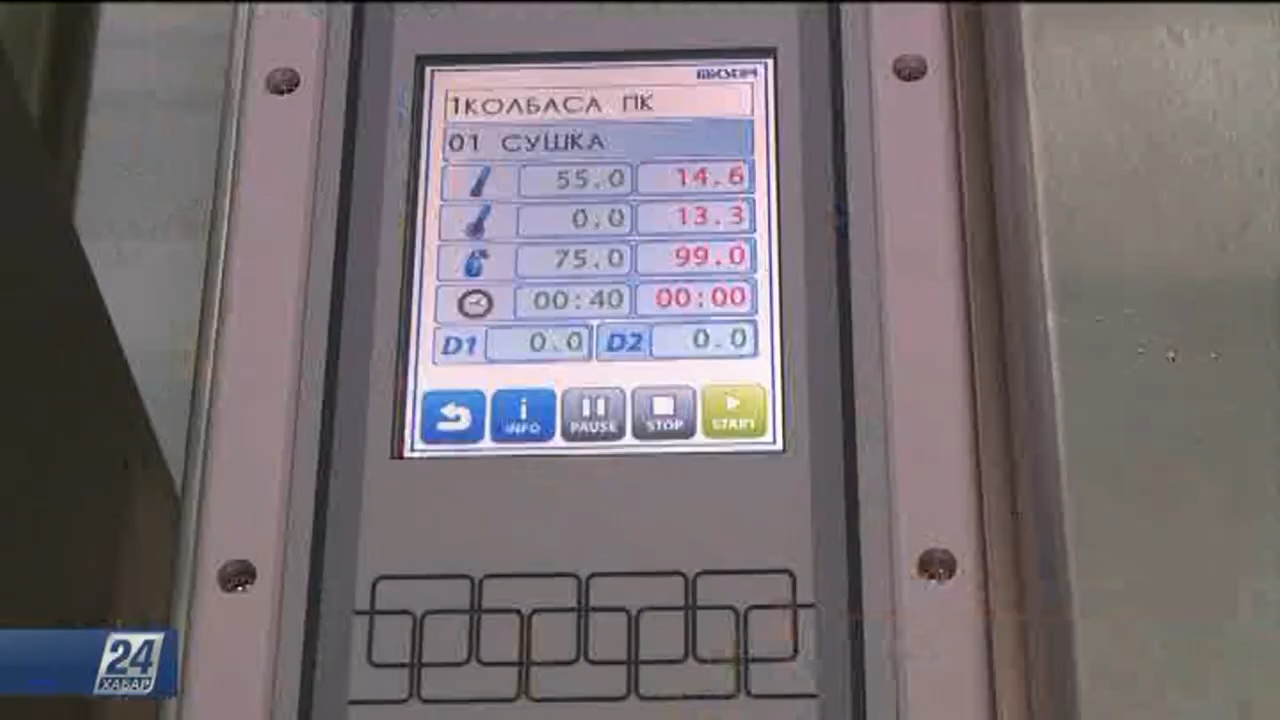 1КОЛБАСА ПК
01 СУШКА
55.0 14.6
0.0 13.3
75.0 99.0
00:40 00:00
D1 0.0 D2 0.0
INFO PAUSE STOP START
24
ХАБАР